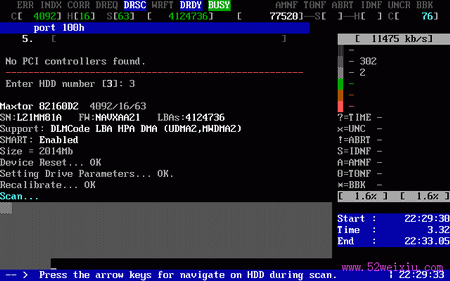 ERR INDX CORR DREQ DRSC WRFT DRDY BUSY AMNF TONF ABRT IDNF UNCR BBK
[ 4092]H[16] S[63] [ 4124736] [ 77520]—S[ ]—H[ ] C[ 76]
port 100h
5. [ ]
[ 11475 kb/s]
No PCI controllers found.
- 302
- 2
Enter HDD number [3]: 3
Maxtor 82160D2 4092/16/63
SN:L21MH81A FW:NAVXAA21 LBAs:4124736
Support: DLMCode LBA HPA DMA (UDMA2,MWDMA2)
SMART: Enabled
Size = 2014Mb
Device Reset... OK
Setting Drive Parameters... OK.
Recalibrate... OK
Scan...
?=TIME -
x=UNC -
!=ABRT -
S=IDNF -
A=AMNF -
0=TONF -
*=BBK -
[ 1.6%][ 1.6%]
Start : 22:29:30
Time : 3.32
End : 22:33.05
www.52weixiu.com
-- > Press the arrow keys for navigate on HDD during scan. 22:29:33